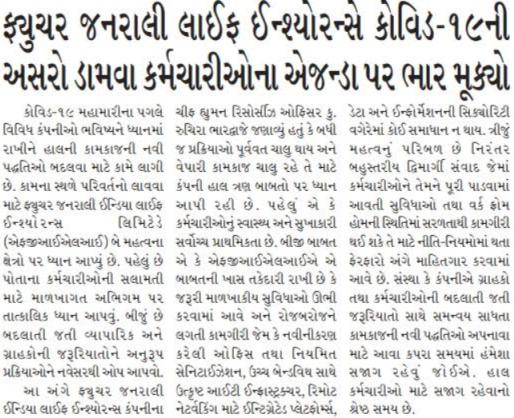 ફ્યુચર જનરાલી લાઈફ ઈન્શ્યોરન્સે કોવિડ-૧૯ની
અસરો ડામવા કર્મચારીઓના એજન્ડા પર ભાર મૂક્યો
કોવિડ-૧૯ મહામારીના પગલે
વિવિધ કંપનીઓ ભવિષ્યને ધ્યાનમાં
રાખીને હાલની કામકાજની નવી
પદ્ધતિઓ બદલવા માટે કામે લાગી
છે. કામના સ્થળે પરિવર્તનો લાવવા
માટે ફ્યુચર જનરાલી ઈન્ડિયા લાઈફ
ઈન્શ્યોરન્સ લિમિટેડે
(એફજીઆઈએલઆઈ) બે મહત્વના
ક્ષેત્રો પર ધ્યાન આપ્યું છે. પહેલું છે
પોતાના કર્મચારીઓની સલામતી
માટે માળખાગત અભિગમ પર
તાત્કાલિક ધ્યાન આપવું. બીજું છે
બદલાતી જતી વ્યાપારિક અને
ગ્રાહકોની જરૂરિયાતોને અનુરૂપ
પ્રક્રિયાઓને નવેસરથી ઓપ આપવો.
આ અંગે ફ્યુચર જનરાલી
ઈન્ડિયા લાઈફ ઈન્શ્યોરન્સ કંપનીના
ચીફ હ્યુમન રિસોર્સીઝ ઓફિસર કુ.
રુચિરા ભારદ્વાજે જણાવ્યું હતું કે બધી
જ પ્રક્રિયાઓ પૂર્વવત ચાલુ થાય અને
વેપારી કામકાજ ચાલુ રહે તે માટે
કંપની હાલ ત્રણ બાબતો પર ધ્યાન
આપી રહી છે. પહેલું એ કે
કર્મચારીઓનું સ્વાસ્થ્ય અને સુખાકારી
સર્વોચ્ચ પ્રાથમિકતા છે. બીજી બાબત
એ કે એફજીઆઈએલઆઈએ એ
બાબતની ખાસ તકેદારી રાખી છે કે
જરૂરી માળખાકીય સુવિધાઓ ઊભી
કરવામાં આવે અને રોજબરોજને
લગતી કામગીરી જેમ કે નવીનીકરણ
કરેલી ઓફિસ તથા નિયમિત
સેનિટાઈઝેશન, ઉચ્ચ બેન્ડવિથ સાથે
ઉત્કૃષ્ટ આઈટી ઈન્ફ્રાસ્ટ્રક્ચર, રિમોટ
નેટવર્કિંગ માટે ઈન્ટિગ્રેટેડ પ્લેટફોર્મ્સ,
ડેટા અને ઈન્ફોર્મેશનની સિક્યોરિટી
વગેરેમાં કોઈ સમાધાન ન થાય. ત્રીજું
મહત્વનું પરિબળ છે નિરંતર
બહુસ્તરીય દ્વિમાર્ગી સંવાદ જેમાં
કર્મચારીઓને તેમને પૂરી પાડવામાં
આવતી સુવિધાઓ તથા વર્ક ફ્રોમ
હોમની સ્થિતિમાં સરળતાથી કામગીરી
થઈ શકે તે માટે નીતિ-નિયમોમાં થતા
ફેરફારો અંગે માહિતગાર કરવામાં
આવે છે. સંસ્થા કે કંપનીએ ગ્રાહકો
તથા કર્મચારીઓની બદલાતી જતી
જરૂરિયાતો સાથે સમન્વય સાધતા
કામકાજની નવી પદ્ધતિઓ અપનાવા
માટે આવા કપરા સમયમાં હંમેશા
સજાગ રહેવું જોઈએ. હાલ
કર્મચારીઓ માટે સજાગ રહેવાનો
શ્રેષ્ઠ સમય છે.